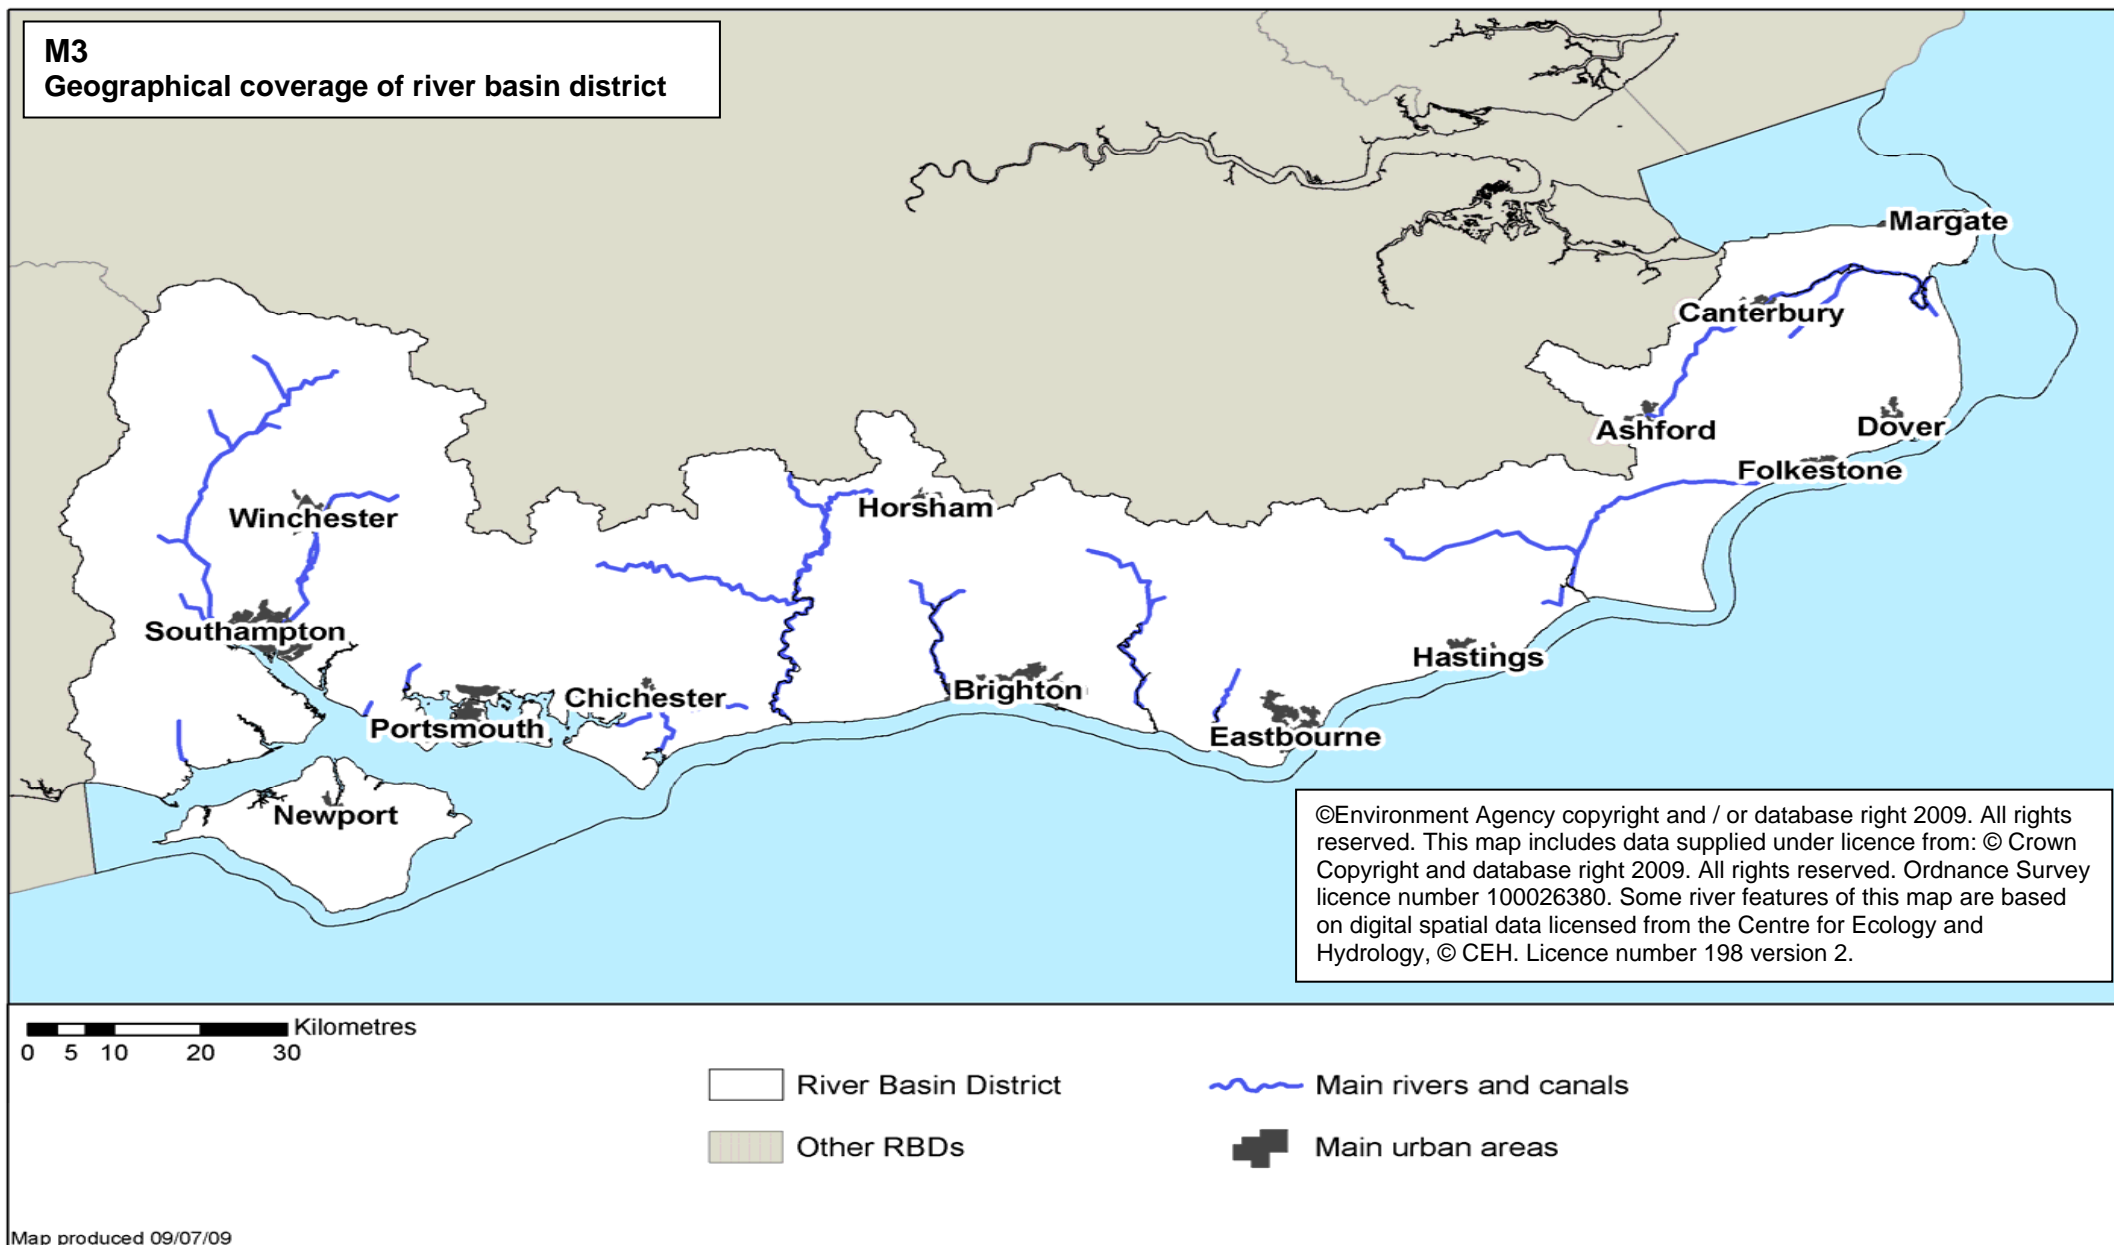 M3
Geographical coverage of river basin district
Margate
Canterbury
Ashford
Dover
Folkestone
Horsham
Winchester
Southampton
Hastings
Chichester
Brighton
Portsmouth
Eastbourne
Newport
©Environment Agency copyright and / or database right 2009. All rights
reserved. This map includes data supplied under licence from: © Crown
Copyright and database right 2009. All rights reserved. Ordnance Survey
licence number 100026380. Some river features of this map are based
on digital spatial data licensed from the Centre for Ecology and
Hydrology, © CEH. Licence number 198 version 2.
Kilometres
0 5 10 20 30
River Basin District
Main rivers and canals
Other RBDs
Main urban areas
Map produced 09/07/09